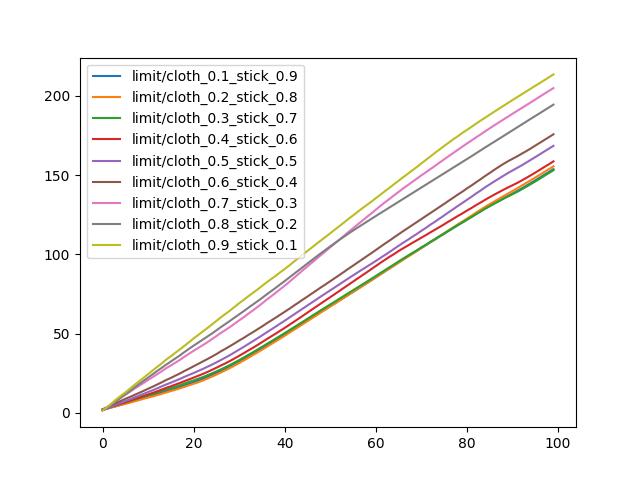 limit/cloth_0.1_stick_0.9
limit/cloth_0.2_stick_0.8
limit/cloth_0.3_stick_0.7
limit/cloth_0.4_stick_0.6
limit/cloth_0.5_stick_0.5
limit/cloth_0.6_stick_0.4
limit/cloth_0.7_stick_0.3
limit/cloth_0.8_stick_0.2
limit/cloth_0.9_stick_0.1
200
150
100
50
0
0 20 40 60 80 100